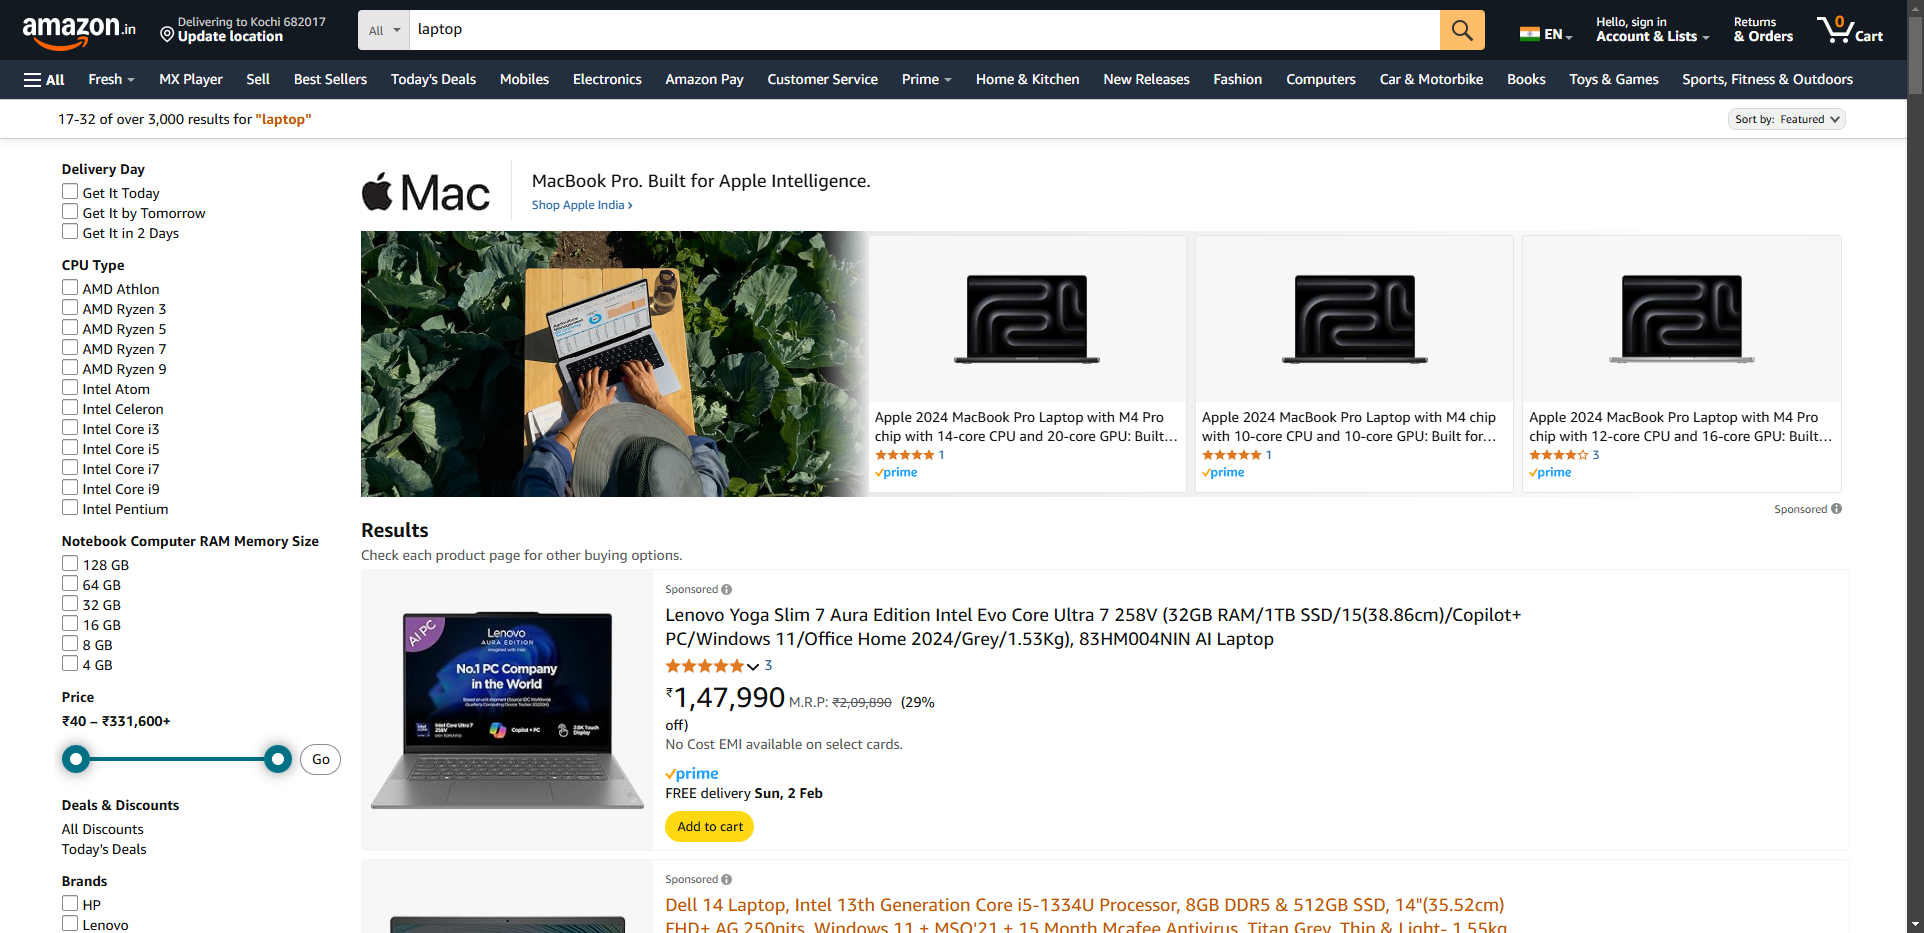 amazon.in
Delivering to Kochi 682017
Update location
All
laptop
EN
Hello, sign in
Account & Lists
Returns
& Orders
0
Cart
All
Fresh
MX Player
Sell
Best Sellers
Today's Deals
Mobiles
Electronics
Amazon Pay
Customer Service
Prime
Home & Kitchen
New Releases
Fashion
Computers
Car & Motorbike
Books
Toys & Games
Sports, Fitness & Outdoors
17-32 of over 3,000 results for "laptop"
Sort by: Featured
Delivery Day
Get It Today
Get It by Tomorrow
Get It in 2 Days
CPU Type
AMD Athlon
AMD Ryzen 3
AMD Ryzen 5
AMD Ryzen 7
AMD Ryzen 9
Intel Atom
Intel Celeron
Intel Core i3
Intel Core i5
Intel Core i7
Intel Core i9
Intel Pentium
Notebook Computer RAM Memory Size
128 GB
64 GB
32 GB
16 GB
8 GB
4 GB
Price
₹40 – ₹331,600+
Go
Deals & Discounts
All Discounts
Today's Deals
Brands
HP
Lenovo
Mac
MacBook Pro. Built for Apple Intelligence.
Shop Apple India ›
Apple 2024 MacBook Pro Laptop with M4 Pro
chip with 14-core CPU and 20-core GPU: Built...
1
prime
Apple 2024 MacBook Pro Laptop with M4 chip
with 10-core CPU and 10-core GPU: Built for...
1
prime
Apple 2024 MacBook Pro Laptop with M4 Pro
chip with 12-core CPU and 16-core GPU: Built...
3
prime
Sponsored
Results
Check each product page for other buying options.
AI PC
Lenovo
AURA EDITION
imagined with Intel
No.1 PC Company
in the World
Intel Core Ultra 7
258V
Copilot + PC
2.8K Touch
Display
Sponsored
Lenovo Yoga Slim 7 Aura Edition Intel Evo Core Ultra 7 258V (32GB RAM/1TB SSD/15(38.86cm)/Copilot+
PC/Windows 11/Office Home 2024/Grey/1.53Kg), 83HM004NIN AI Laptop
3
₹1,47,990 M.R.P: ₹2,09,890 (29%
off)
No Cost EMI available on select cards.
prime
FREE delivery Sun, 2 Feb
Add to cart
Sponsored
Dell 14 Laptop, Intel 13th Generation Core i5-1334U Processor, 8GB DDR5 & 512GB SSD, 14"(35.52cm)
FHD+ AG 250nits, Windows 11 + MSO'21 + 15 Month Mcafee Antivirus, Titan Grey, Thin & Light- 1.55kg